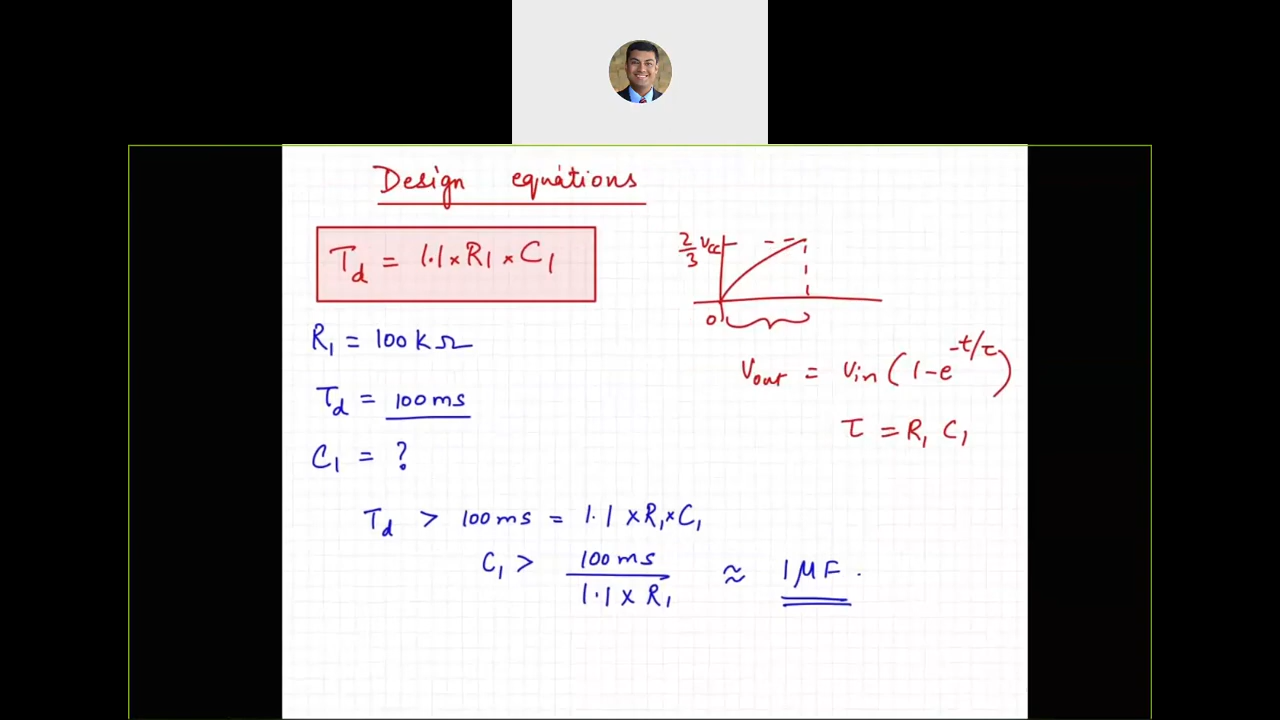 Design equations
Td = 1.1 × R1 × C1
2/3 Vcc
0
R1 = 100 k Ω
Vout = Vin (1 - e^-t/τ)
Td = 100 ms
τ = R1 C1
C1 = ?
Td > 100 ms = 1.1 × R1 × C1
C1 > 100 ms / 1.1 × R1 ≈ 1 μF.